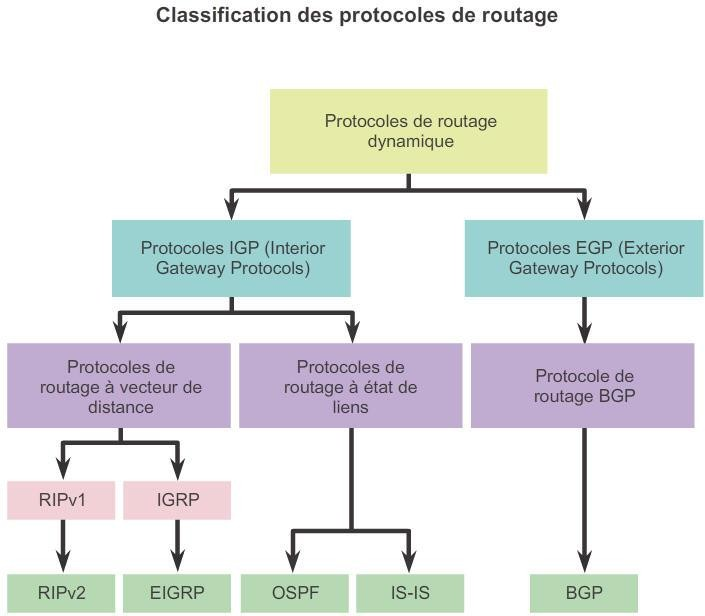 Classification des protocoles de routage
Protocoles de routage
dynamique
Protocoles IGP (Interior
Gateway Protocols)
Protocoles EGP (Exterior
Gateway Protocols)
Protocoles de
routage à vecteur de
distance
Protocoles de
routage à état de
liens
Protocole de
routage BGP
RIPv1
IGRP
RIPv2
EIGRP
OSPF
IS-IS
BGP